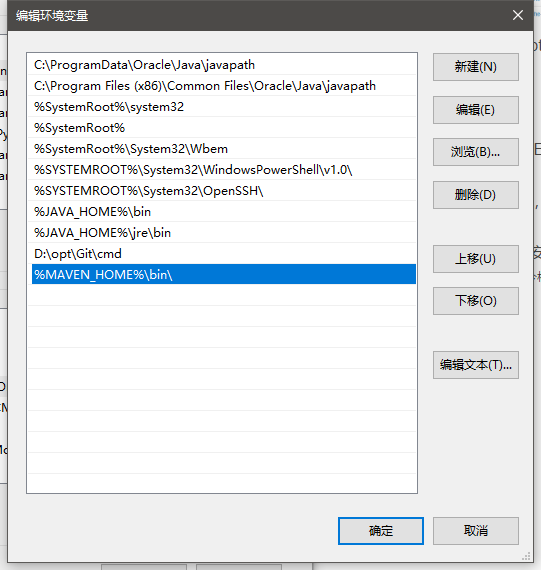 编辑环境变量
C:\ProgramData\Oracle\Java\javapath
C:\Program Files (x86)\Common Files\Oracle\Java\javapath
%SystemRoot%\system32
%SystemRoot%
%SystemRoot%\System32\Wbem
%SYSTEMROOT%\System32\WindowsPowerShell\v1.0\
%SYSTEMROOT%\System32\OpenSSH\
%JAVA_HOME%\bin
%JAVA_HOME%\jre\bin
D:\opt\Git\cmd
%MAVEN_HOME%\bin\
新建(N)
编辑(E)
浏览(B)...
删除(D)
上移(U)
下移(O)
编辑文本(T)...
确定
取消